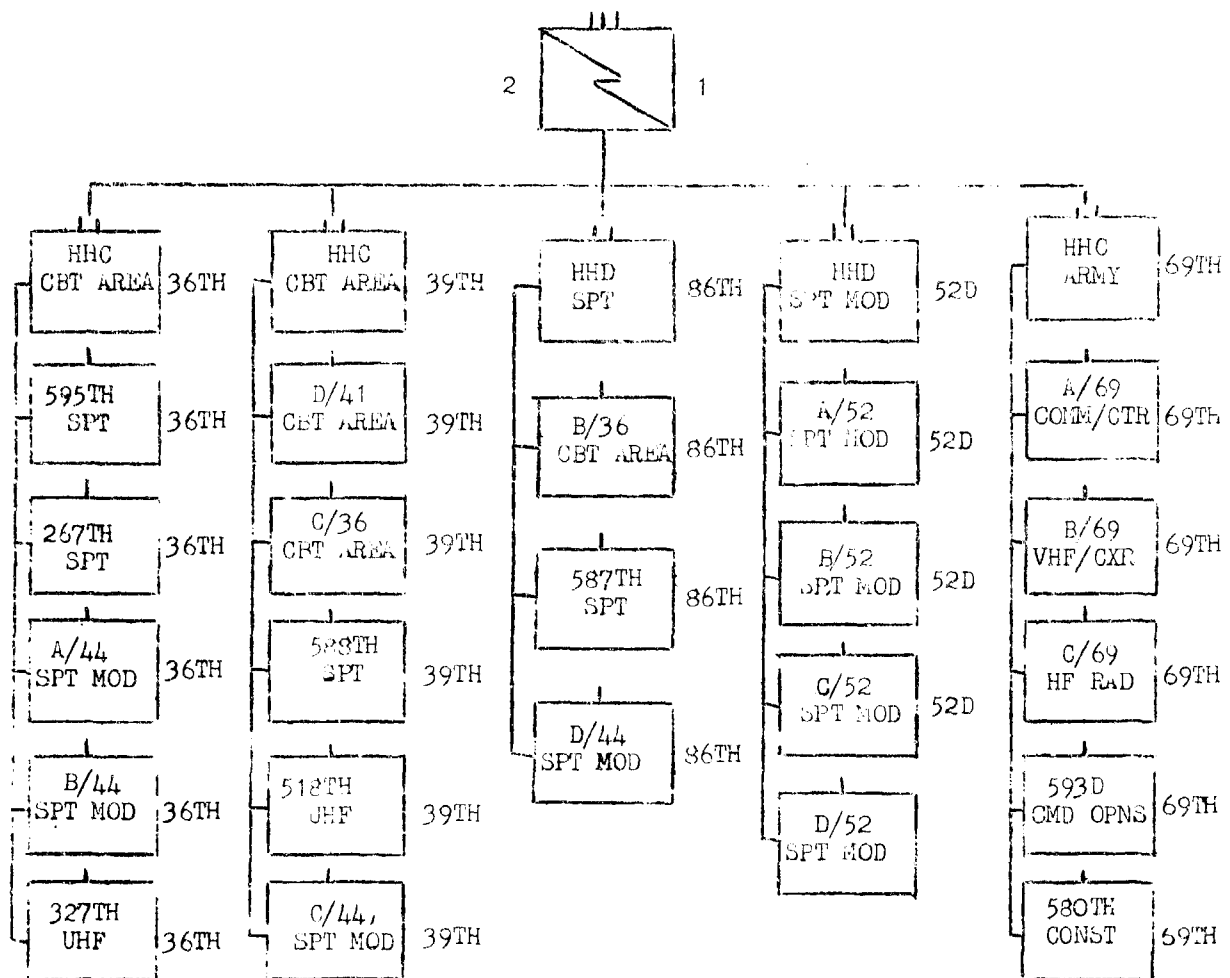 2 1
HHC
CBT AREA 36TH
595TH
SPT 36TH
267TH
SPT 36TH
A/44
SPT MOD 36TH
B/44
SPT MOD 36TH
327TH
UHF 36TH
HHC
CBT AREA 39TH
D/41
CBT AREA 39TH
C/36
CBT AREA 39TH
588TH
SPT 39TH
518TH
UHF 39TH
C/44,
SPT MOD 39TH
HHD
SPT 86TH
B/36
CBT AREA 86TH
587TH
SPT 86TH
D/44
SPT MOD 86TH
HHD
SPT MOD 52D
A/52
SPT MOD 52D
B/52
SPT MOD 52D
C/52
SPT MOD 52D
D/52
SPT MOD
HHC
ARMY 69TH
A/69
COMM/CTR 69TH
B/69
VHF/CXR 69TH
C/69
HF RAD 69TH
593D
CMD OPNS 69TH
580TH
CONST 69TH